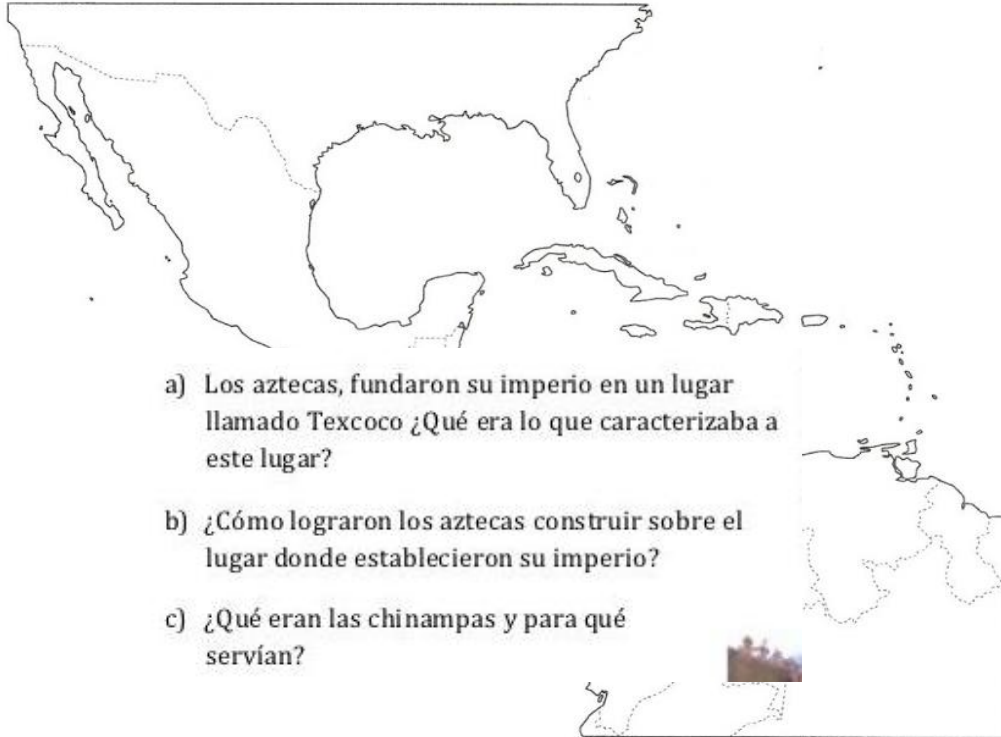 a) Los aztecas, fundaron su imperio en un lugar
llamado Texcoco ¿Qué era lo que caracterizaba a
este lugar?
b) ¿Cómo lograron los aztecas construir sobre el
lugar donde establecieron su imperio?
c) ¿Qué eran las chinampas y para qué
servían?